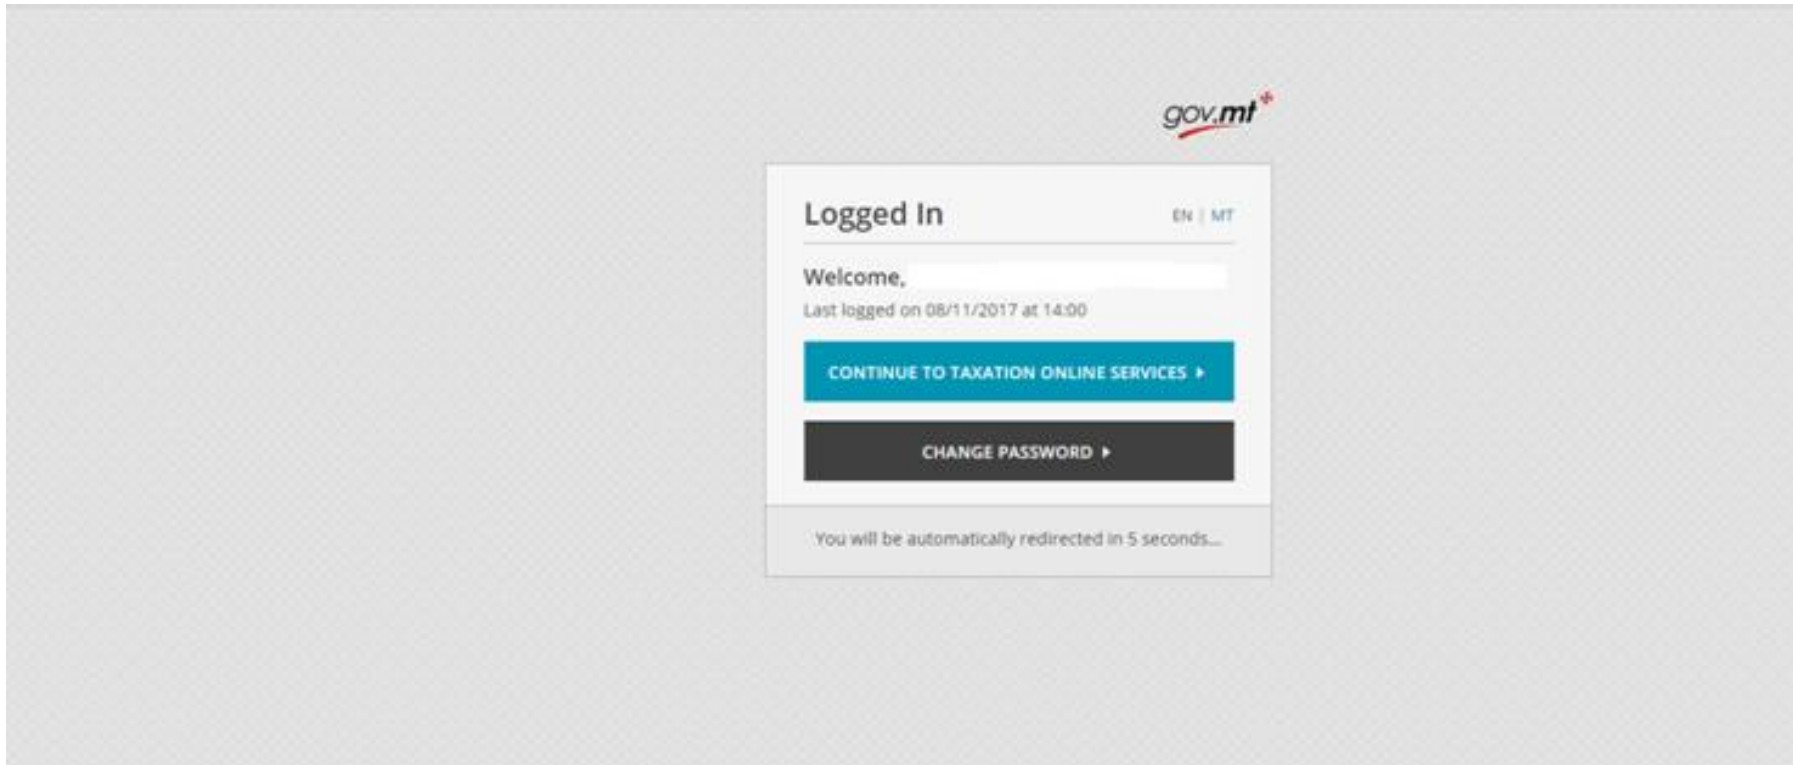 gov.mt
Logged In
EN | MT
Welcome,
Last logged on 08/11/2017 at 14:00
CONTINUE TO TAXATION ONLINE SERVICES
CHANGE PASSWORD
You will be automatically redirected in 5 seconds...